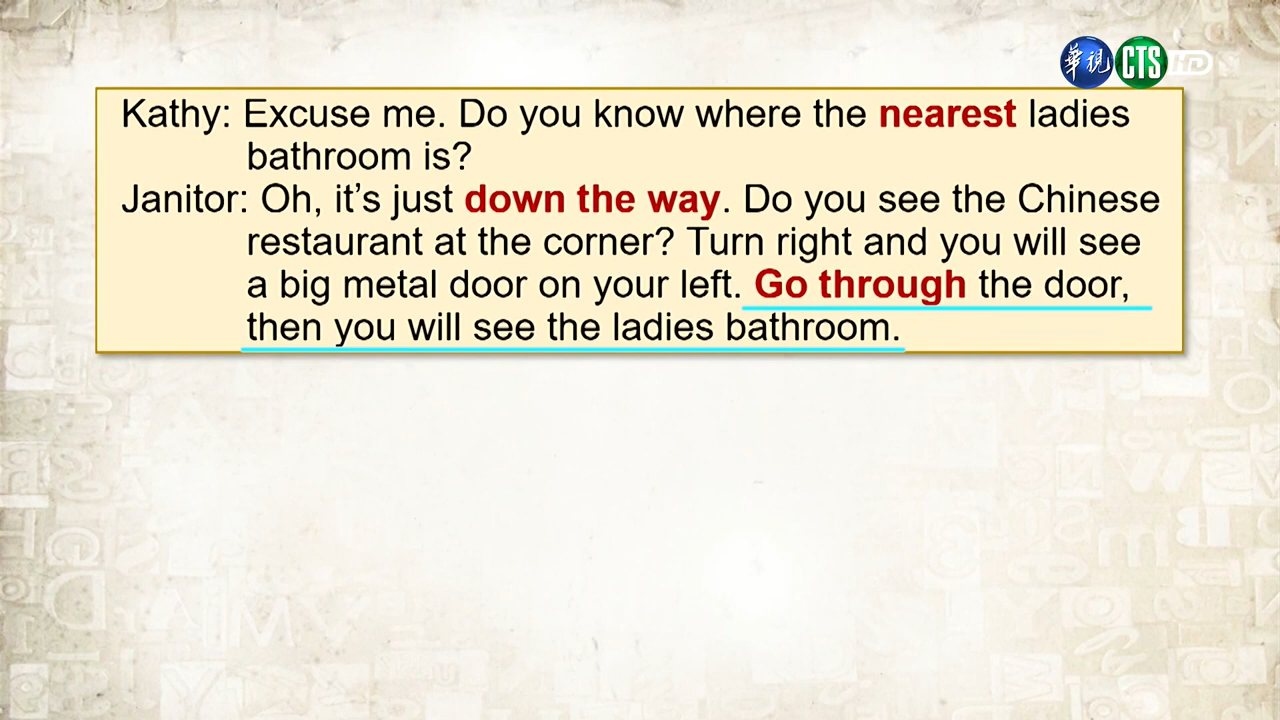 華視 CTS HD
Kathy: Excuse me. Do you know where the nearest ladies
bathroom is?
Janitor: Oh, it’s just down the way. Do you see the Chinese
restaurant at the corner? Turn right and you will see
a big metal door on your left. Go through the door,
then you will see the ladies bathroom.